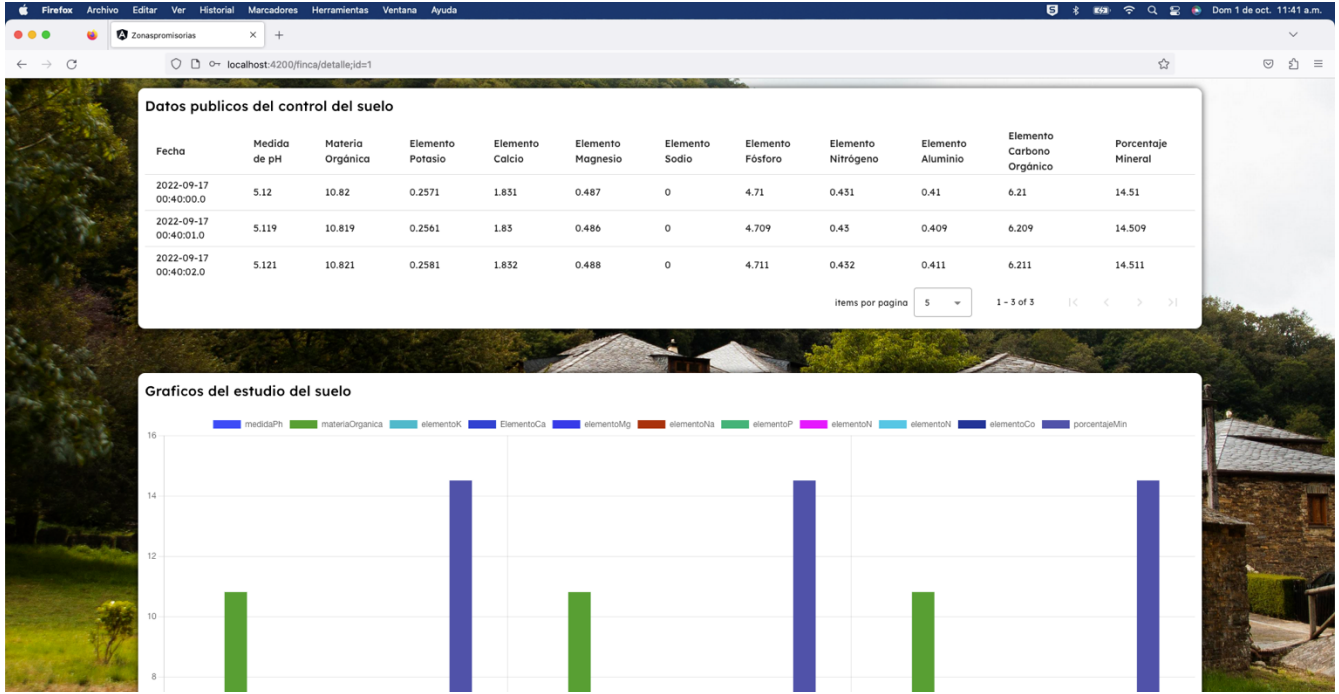 Firefox Archivo Editar Ver Historial Marcadores Herramientas Ventana Ayuda
Dom 1 de oct. 11:41 a.m.
Zonaspromisorias
localhost:4200/finca/detalle;id=1
Datos publicos del control del suelo
Fecha Medida de pH Materia Orgánica Elemento Potasio Elemento Calcio Elemento Magnesio Elemento Sodio Elemento Fósforo Elemento Nitrógeno Elemento Aluminio Elemento Carbono Orgánico Porcentaje Mineral
2022-09-17 00:40:00.0 5.12 10.82 0.2571 1.831 0.487 0 4.71 0.431 0.41 6.21 14.51
2022-09-17 00:40:01.0 5.119 10.819 0.2561 1.83 0.486 0 4.709 0.43 0.409 6.209 14.509
2022-09-17 00:40:02.0 5.121 10.821 0.2581 1.832 0.488 0 4.711 0.432 0.411 6.211 14.511
items por pagina 5 1 – 3 of 3
Graficos del estudio del suelo
medidaPh materiaOrganica elementoK ElementoCa elementoMg elementoNa elementoP elementoN elementoN elementoCo porcentajeMin
16
14
12
10
8